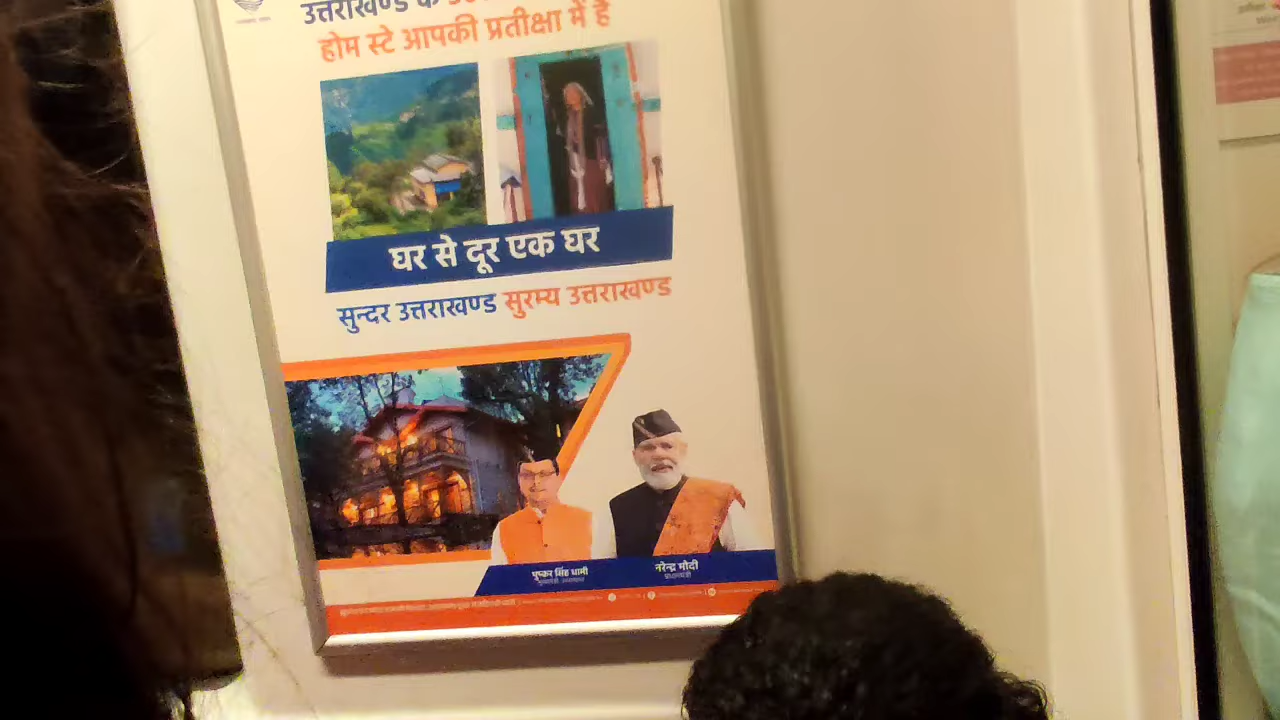 उत्तराखण्ड के
होम स्टे आपकी प्रतीक्षा में हैं
घर से दूर एक घर
सुन्दर उत्तराखण्ड सुरम्य उत्तराखण्ड
पुष्कर सिंह धामी
नरेन्द्र मोदी
प्रधानमंत्री